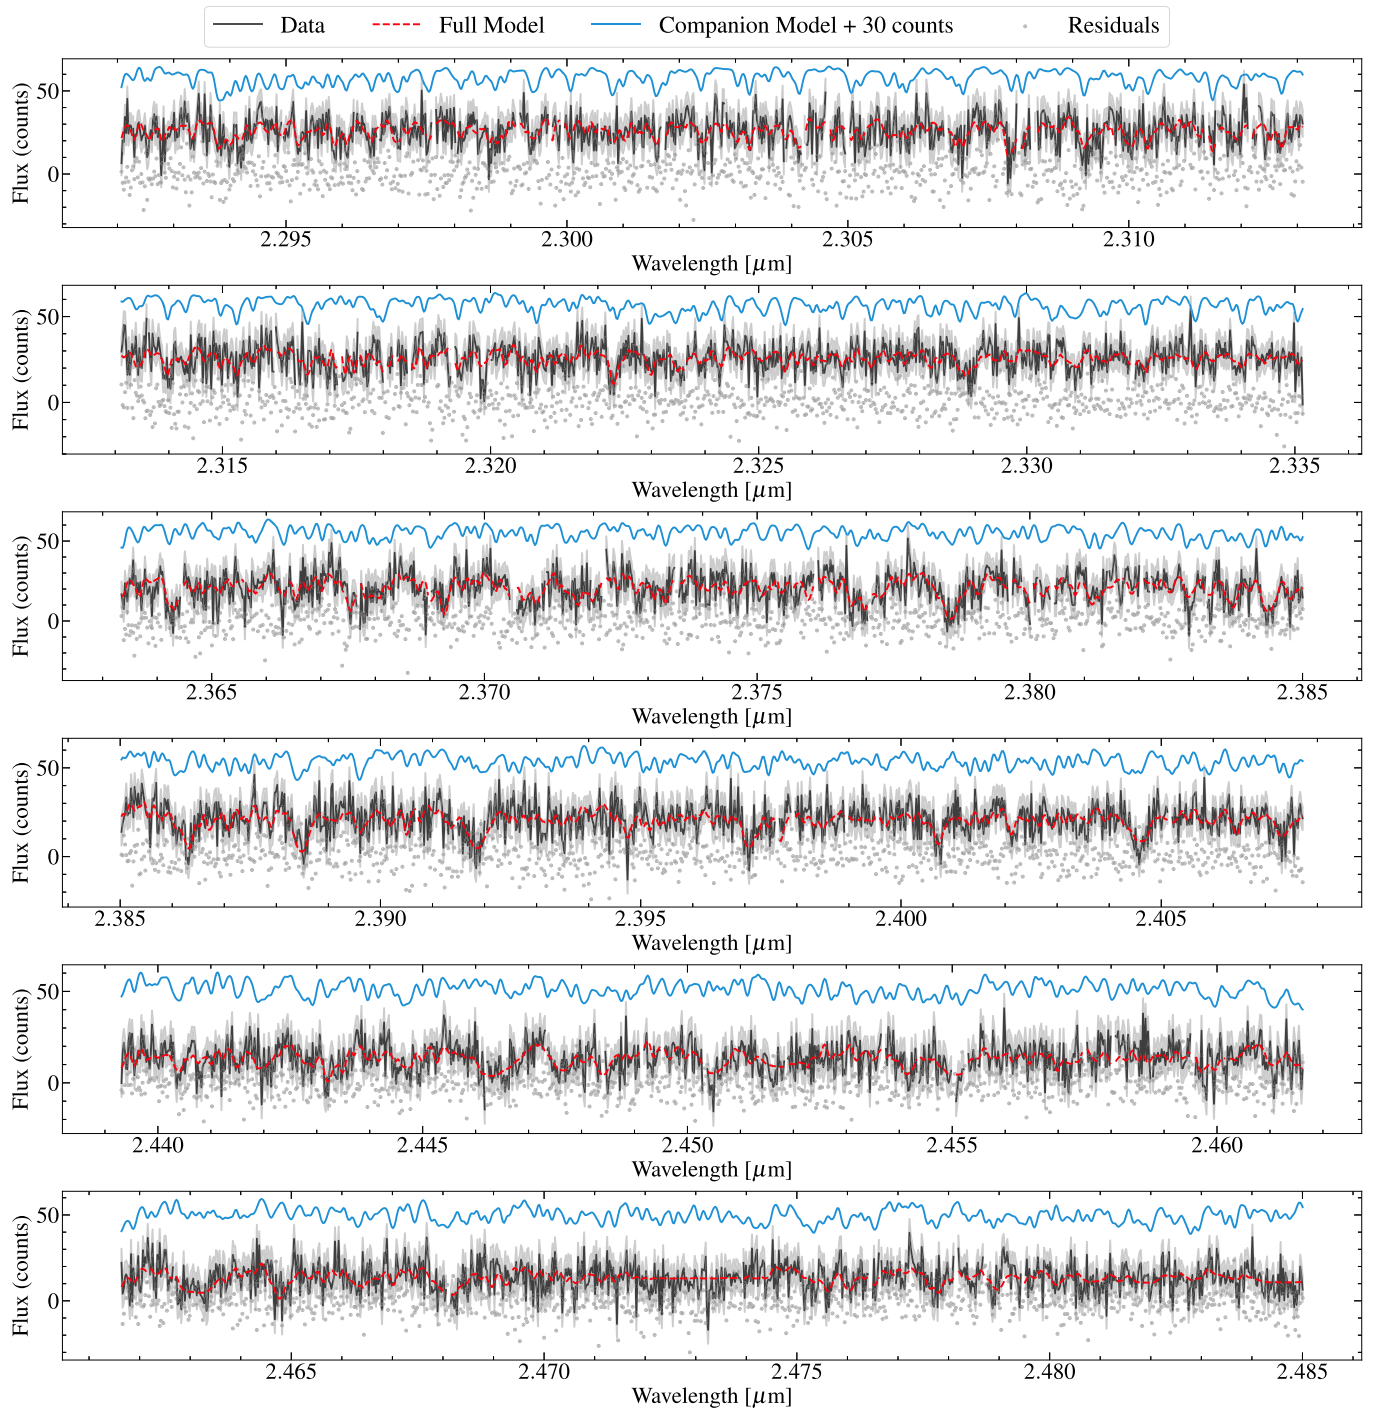 Data Full Model Companion Model + 30 counts Residuals
Flux (counts)
50
0
2.295 2.300 2.305 2.310
Wavelength [μm]
Flux (counts)
50
0
2.315 2.320 2.325 2.330 2.335
Wavelength [μm]
Flux (counts)
50
0
2.365 2.370 2.375 2.380 2.385
Wavelength [μm]
Flux (counts)
50
0
2.385 2.390 2.395 2.400 2.405
Wavelength [μm]
Flux (counts)
50
0
2.440 2.445 2.450 2.455 2.460
Wavelength [μm]
Flux (counts)
50
0
2.465 2.470 2.475 2.480 2.485
Wavelength [μm]